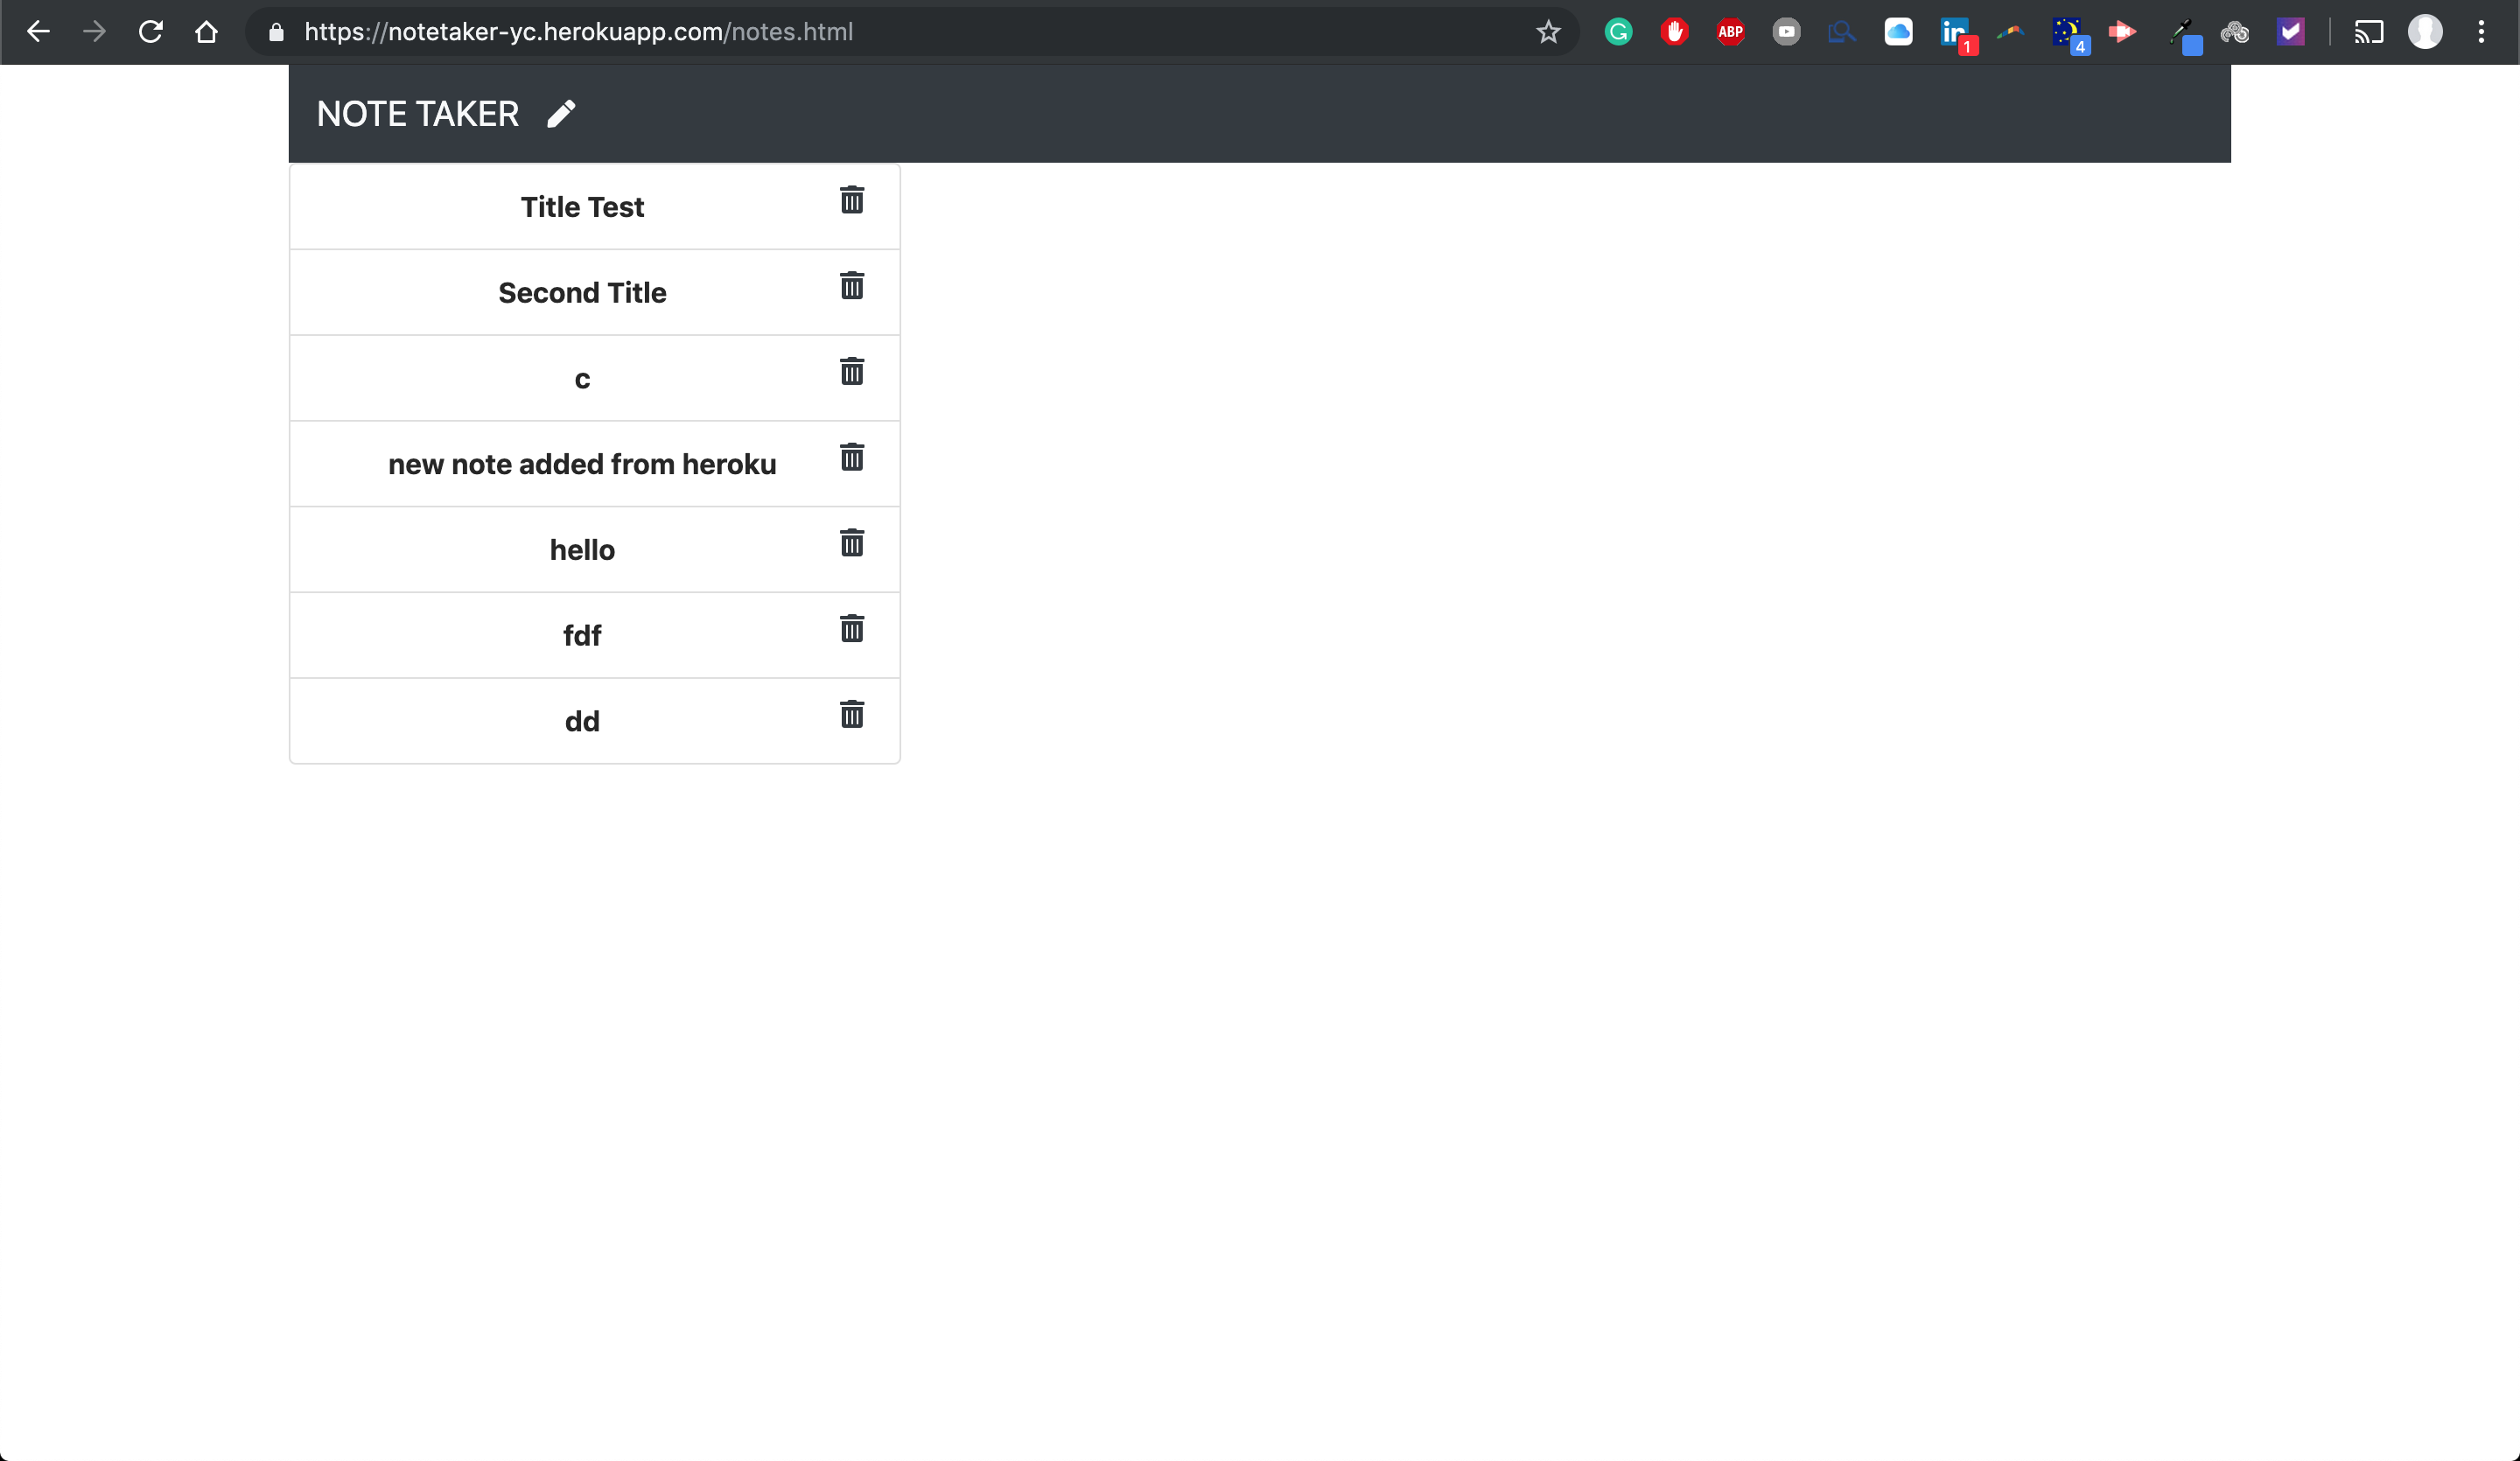 https://notetaker-yc.herokuapp.com/notes.html
ABP
in
1
4
NOTE TAKER
Title Test
Second Title
c
new note added from heroku
hello
fdf
dd